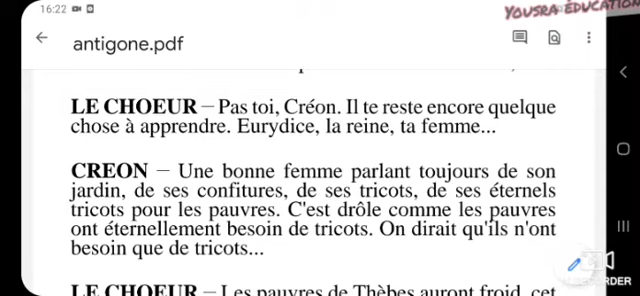 16:22
YOUSRA ÉDUCATION
antigone.pdf
LE CHOEUR – Pas toi, Créon. Il te reste encore quelque
chose à apprendre. Eurydice, la reine, ta femme...
CREON – Une bonne femme parlant toujours de son
jardin, de ses confitures, de ses tricots, de ses éternels
tricots pour les pauvres. C'est drôle comme les pauvres
ont éternellement besoin de tricots. On dirait qu'ils n'ont
besoin que de tricots...
LE CHOEUR – Les pauvres de Thèbes auront froid, cet